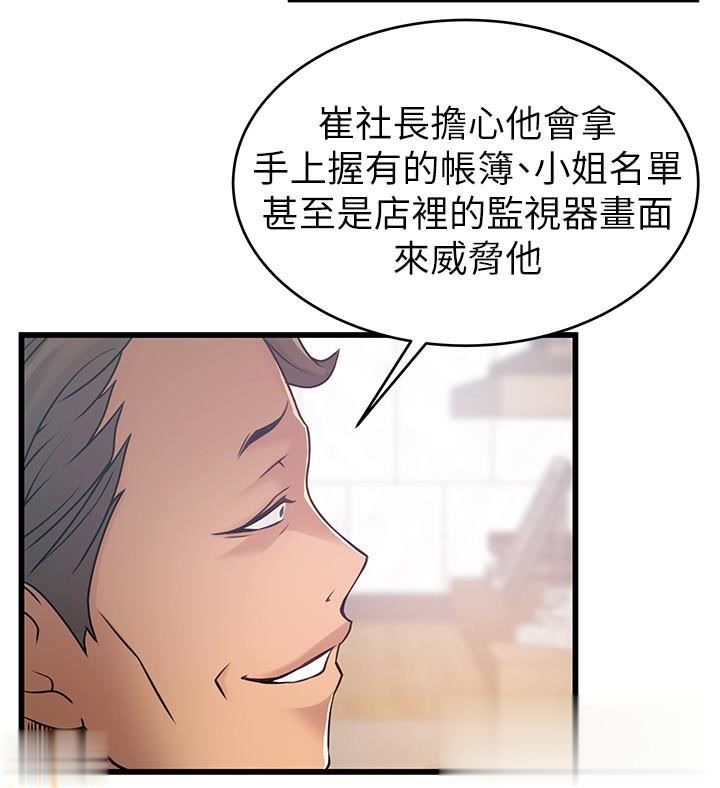 崔社長擔心他會拿
手上握有的帳簿、小姐名單
甚至是店裡的監視器畫面
來威脅他